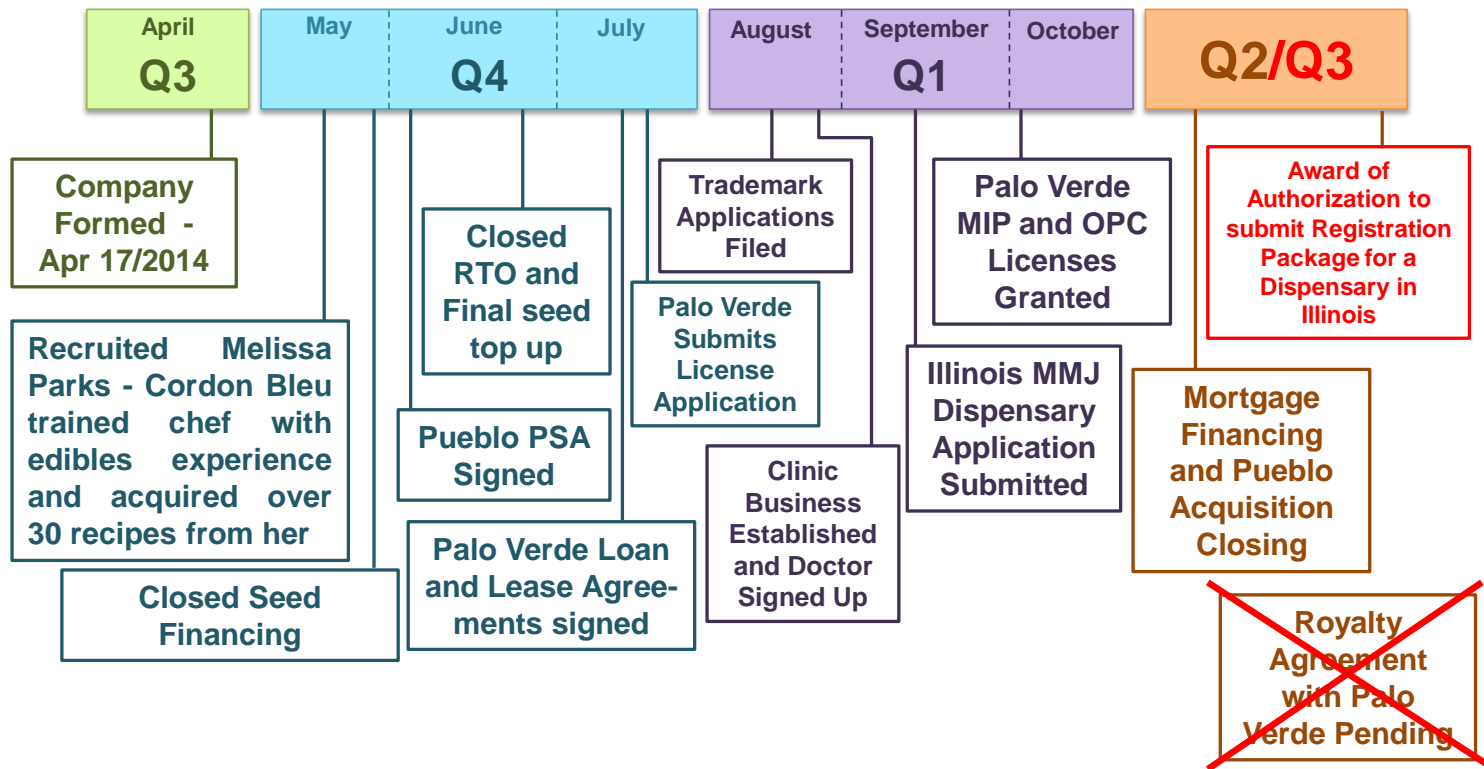 April
Q3
May
June
July
Q4
August
September
October
Q1
Q2/Q3
Company
Formed -
Apr 17/2014
Recruited Melissa
Parks - Cordon Bleu
trained chef with
edibles experience
and acquired over
30 recipes from her
Closed Seed
Financing
Closed
RTO and
Final seed
top up
Pueblo PSA
Signed
Palo Verde Loan
and Lease Agree-
ments signed
Palo Verde
Submits
License
Application
Trademark
Applications
Filed
Clinic
Business
Established
and Doctor
Signed Up
Palo Verde
MIP and OPC
Licenses
Granted
Illinois MMJ
Dispensary
Application
Submitted
Award of
Authorization to
submit Registration
Package for a
Dispensary in
Illinois
Mortgage
Financing
and Pueblo
Acquisition
Closing
Royalty
Agreement
with Palo
Verde Pending